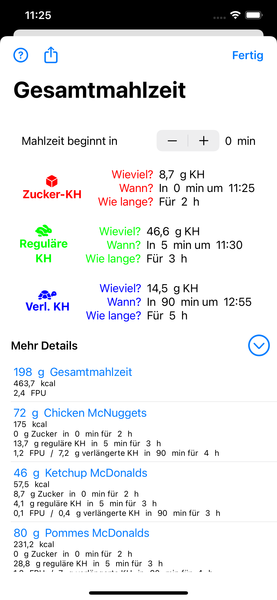 11:25
Fertig
Gesamtmahlzeit
Mahlzeit beginnt in − + 0 min
Wieviel? 8,7 g KH
Wann? In 0 min um 11:25
Zucker-KH
Wie lange? Für 2 h
Wieviel? 46,6 g KH
Reguläre KH
Wann? In 5 min um 11:30
Wie lange? Für 3 h
Wieviel? 14,5 g KH
Wann? In 90 min um 12:55
Verl. KH
Wie lange? Für 5 h
Mehr Details
198 g Gesamtmahlzeit
463,7 kcal
2,4 FPU
72 g Chicken McNuggets
175 kcal
0 g Zucker in 0 min für 2 h
13,7 g reguläre KH in 5 min für 3 h
1,2 FPU / 7,2 g verlängerte KH in 90 min für 4 h
46 g Ketchup McDonalds
57,5 kcal
8,7 g Zucker in 0 min für 2 h
4,1 g reguläre KH in 5 min für 3 h
0,1 FPU / 0,4 g verlängerte KH in 90 min für 3 h
80 g Pommes McDonalds
231,2 kcal
0 g Zucker in 0 min für 2 h
28,8 g reguläre KH in 5 min für 3 h